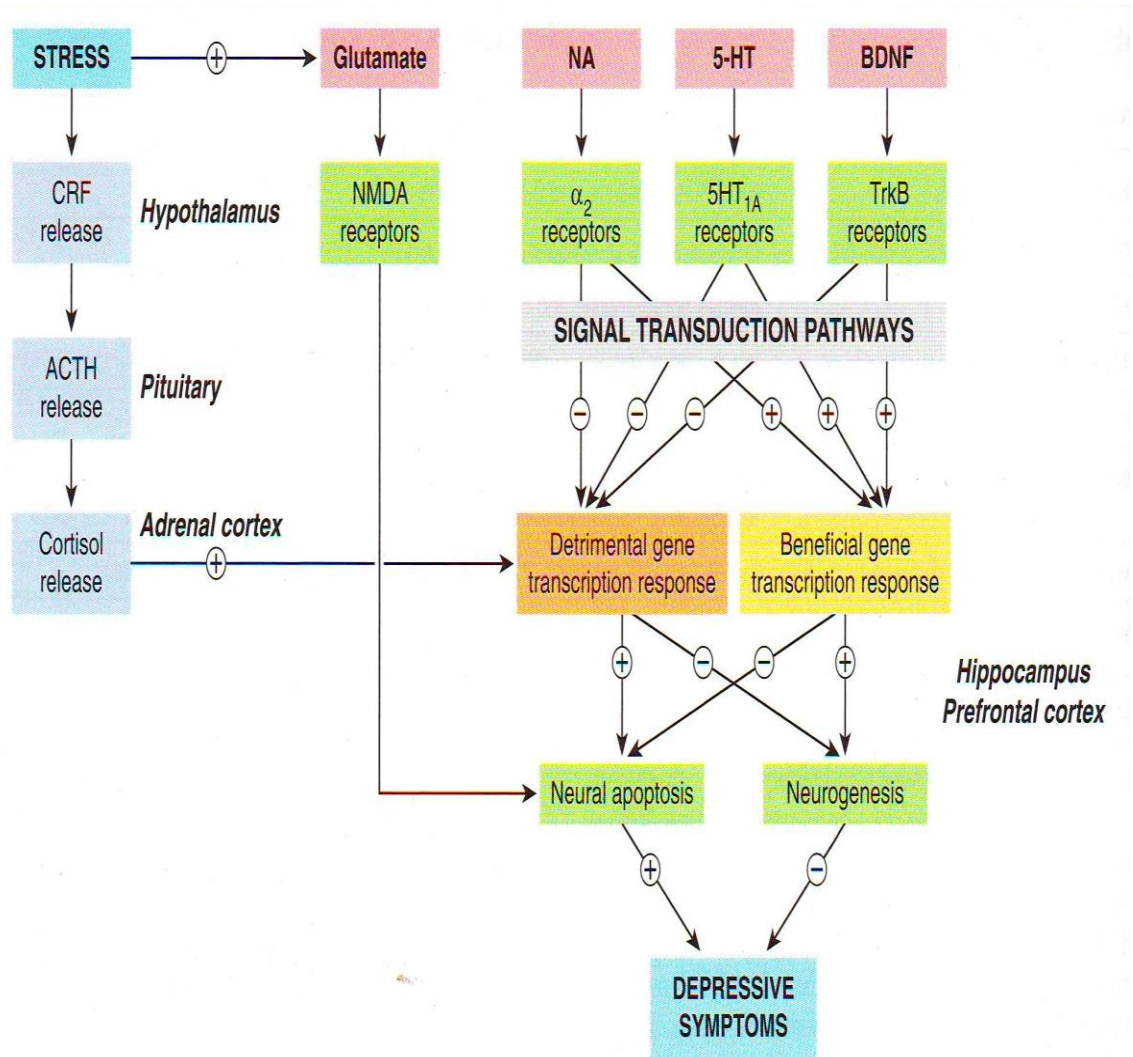 STRESS
+
Glutamate
NA
5-HT
BDNF
CRF
release
Hypothalamus
NMDA
receptors
α2
receptors
5HT1A
receptors
TrkB
receptors
SIGNAL TRANSDUCTION PATHWAYS
ACTH
release
Pituitary
− − − + + +
Cortisol
release
Adrenal cortex
+
Detrimental gene
transcription response
Beneficial gene
transcription response
+ − − +
Hippocampus
Prefrontal cortex
Neural apoptosis
Neurogenesis
+ −
DEPRESSIVE
SYMPTOMS